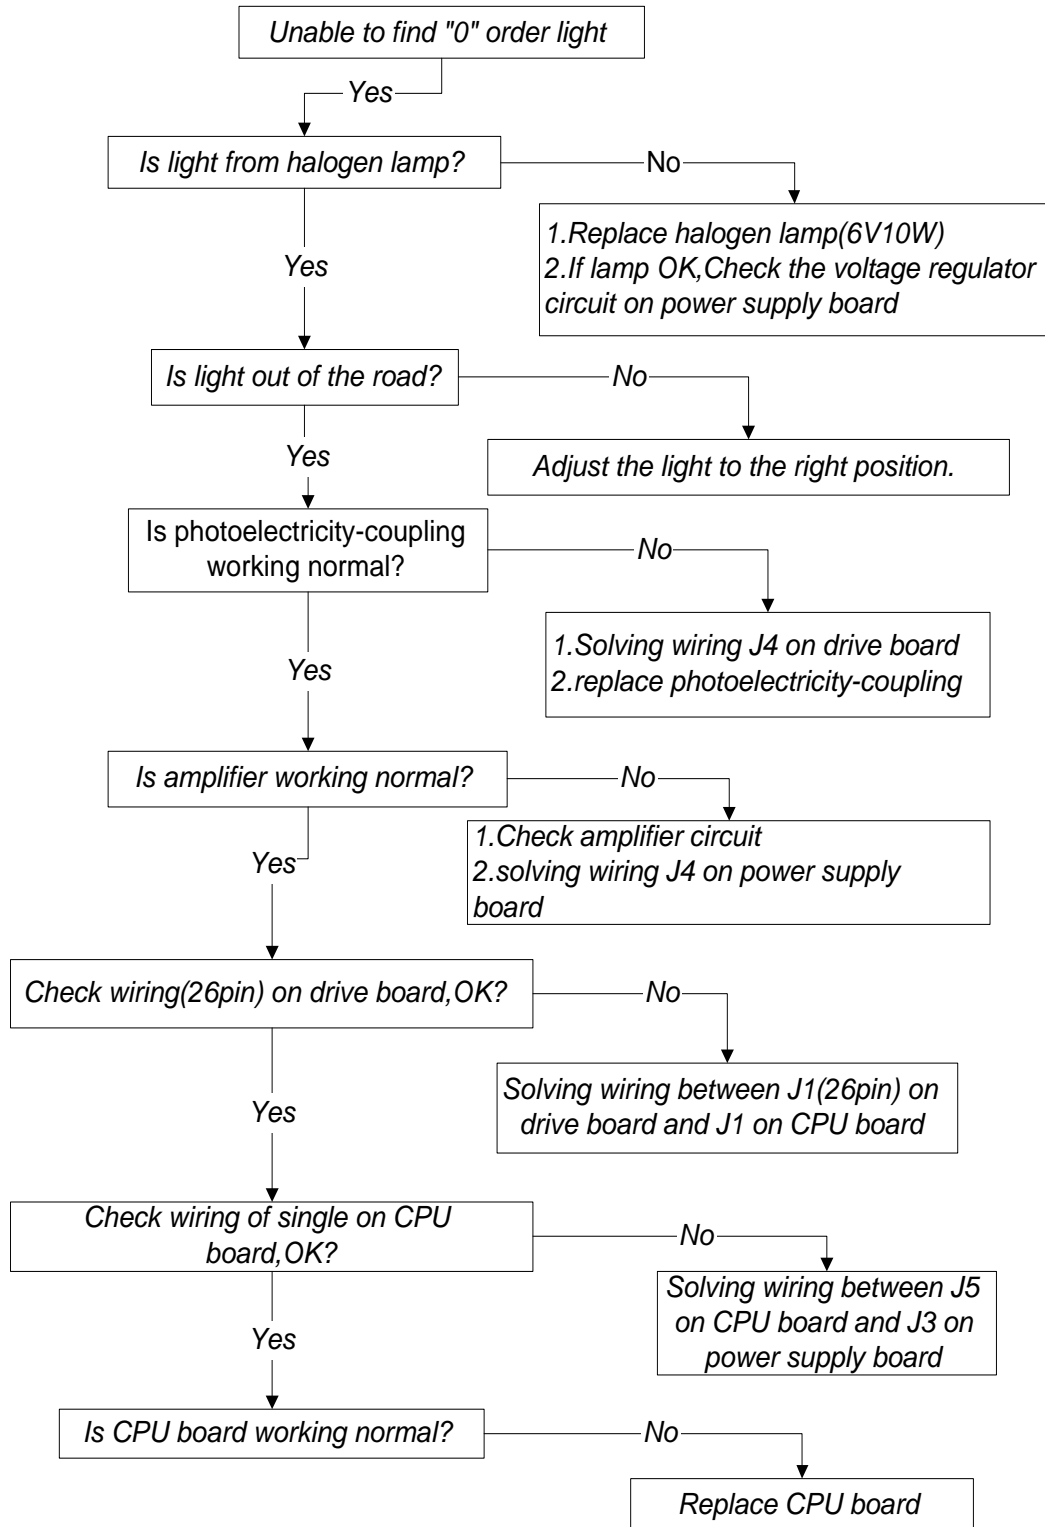 Unable to find "0" order light
Yes
Is light from halogen lamp?
No
1.Replace halogen lamp(6V10W)
2.If lamp OK,Check the voltage regulator
circuit on power supply board
Yes
Is light out of the road?
No
Adjust the light to the right position.
Yes
Is photoelectricity-coupling
working normal?
No
1.Solving wiring J4 on drive board
2.replace photoelectricity-coupling
Yes
Is amplifier working normal?
No
1.Check amplifier circuit
2.solving wiring J4 on power supply
board
Yes
Check wiring(26pin) on drive board,OK?
No
Solving wiring between J1(26pin) on
drive board and J1 on CPU board
Yes
Check wiring of single on CPU
board,OK?
No
Solving wiring between J5
on CPU board and J3 on
power supply board
Yes
Is CPU board working normal?
No
Replace CPU board